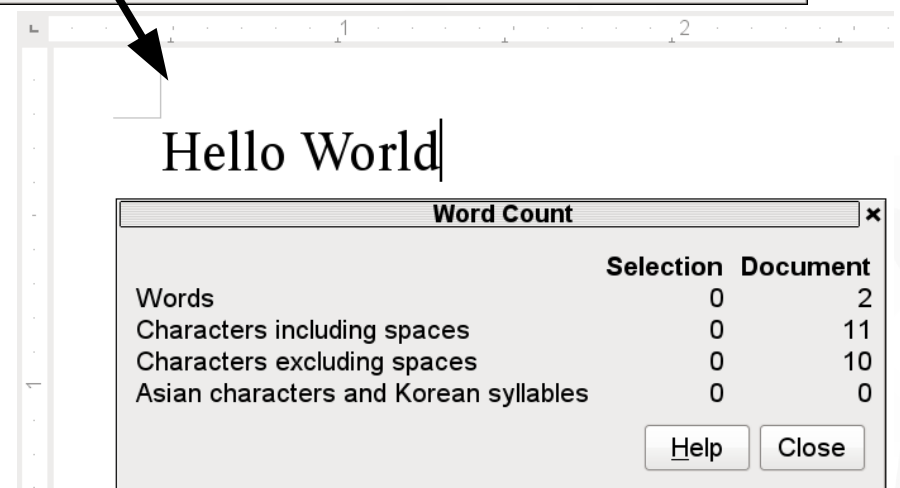 1 2
Hello World
Word Count
Selection Document
Words 0 2
Characters including spaces 0 11
Characters excluding spaces 0 10
Asian characters and Korean syllables 0 0
Help Close
1